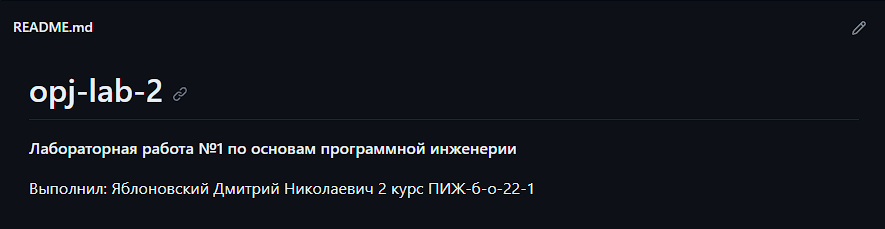 README.md
opj-lab-2
Лабораторная работа №1 по основам программной инженерии
Выполнил: Яблоновский Дмитрий Николаевич 2 курс ПИЖ-б-о-22-1